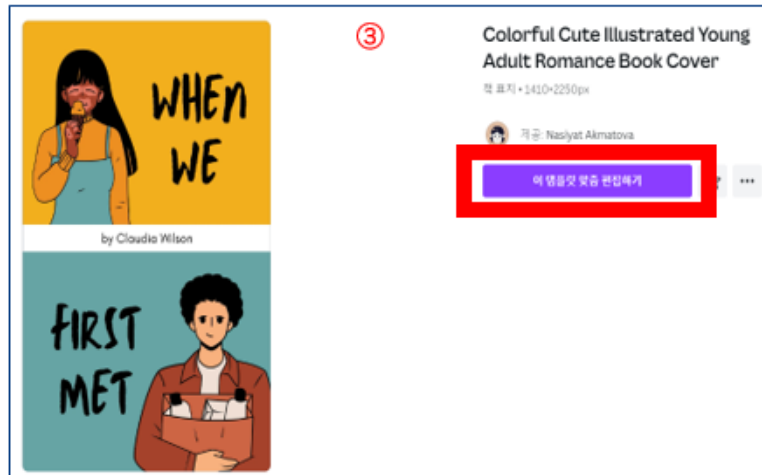 ③
WHEN
WE
by Claudia Wilson
FIRST
MET
Colorful Cute Illustrated Young
Adult Romance Book Cover
책 표지 • 1410×2250px
제공: Nasiyat Akmatova
이 템플릿 맞춤 편집하기